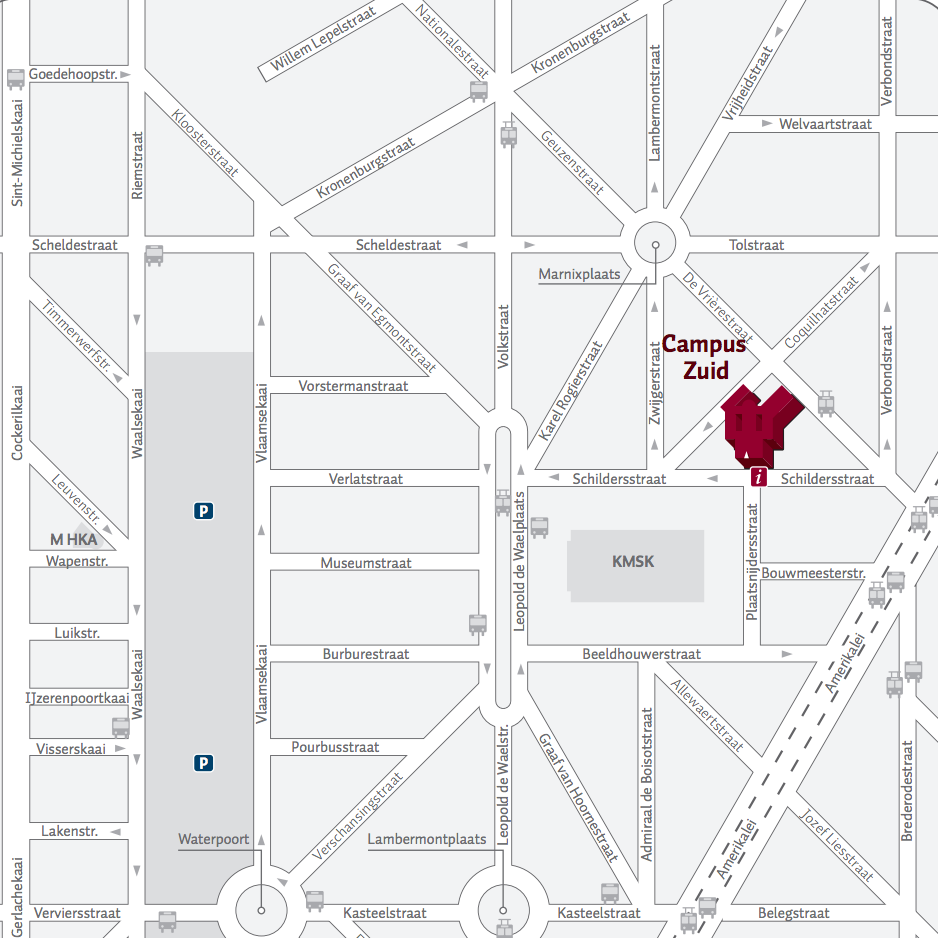 Willem Lepelstraat
Nationalestraat
Kronenburgstraat
Goedehoopstr.
Sint-Michielskaai
Riemstraat
Kloosterstraat
Kronenburgstraat
Geuzenstraat
Lambermontstraat
Vrijheidstraat
Verbondstraat
Welvaartstraat
Scheldestraat
Scheldestraat
Tolstraat
Marnixplaats
Timmerwerfstr.
Graaf van Egmontstraat
Volkstraat
De Vrièrestraat
Coquilhatstraat
Campus
Zuid
Cockerilkaai
Waalsekaai
Vlaamsekaai
Vorstermanstraat
Karel Rogierstraat
Zwijgerstraat
Verbondstraat
Leuvenstr.
M HKA
Verlatstraat
Schildersstraat
i
Schildersstraat
P
Leopold de Waelplaats
Plaatsnijdersstraat
Wapenstr.
Museumstraat
KMSK
Bouwmeesterstr.
Luikstr.
Burburestraat
Beeldhouwerstraat
Amerikalei
IJzerenpoortkaai
Waalsekaai
Vlaamsekaai
Allewaertstraat
Visserskaai
Pourbusstraat
P
Leopold de Waelstr.
Graaf van Hoornestraat
Admiraal de Boisotstraat
Brederodestraat
Verschansingstraat
Lakenstr.
Waterpoort
Lambermontplaats
Amerikalei
Jozef Liesstraat
Gerlachekaai
Verviersstraat
Kasteelstraat
Kasteelstraat
Belegstraat